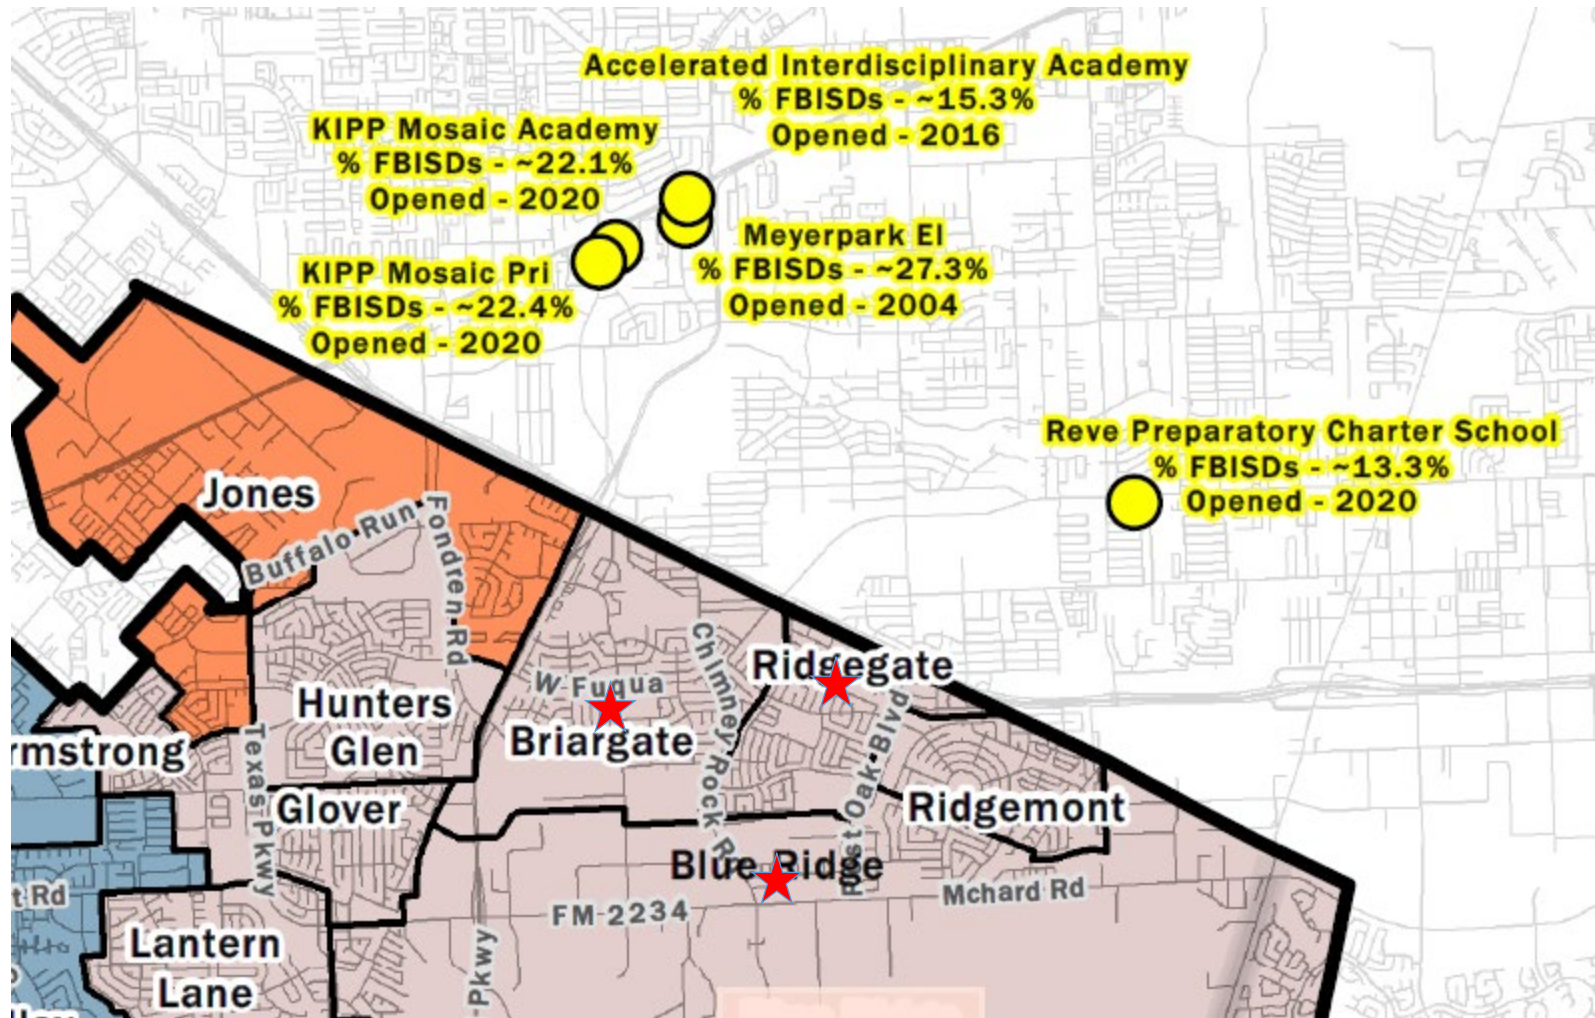 Accelerated Interdisciplinary Academy
% FBISDs - ~15.3%
Opened - 2016
KIPP Mosaic Academy
% FBISDs - ~22.1%
Opened - 2020
Meyerpark El
% FBISDs - ~27.3%
Opened - 2004
KIPP Mosaic Pri
% FBISDs - ~22.4%
Opened - 2020
Reve Preparatory Charter School
% FBISDs - ~13.3%
Opened - 2020
Jones
Buffalo Run
Fondren Rd
Chimney Rock R
Ridgegate
W Fuqua
Hunters
Glen
Briargate
rmstrong
Texas Pkwy
Post Oak Blvd
Glover
Ridgemont
Blue Ridge
t Rd
Mchard Rd
FM 2234
Lantern
Lane
Pkwy